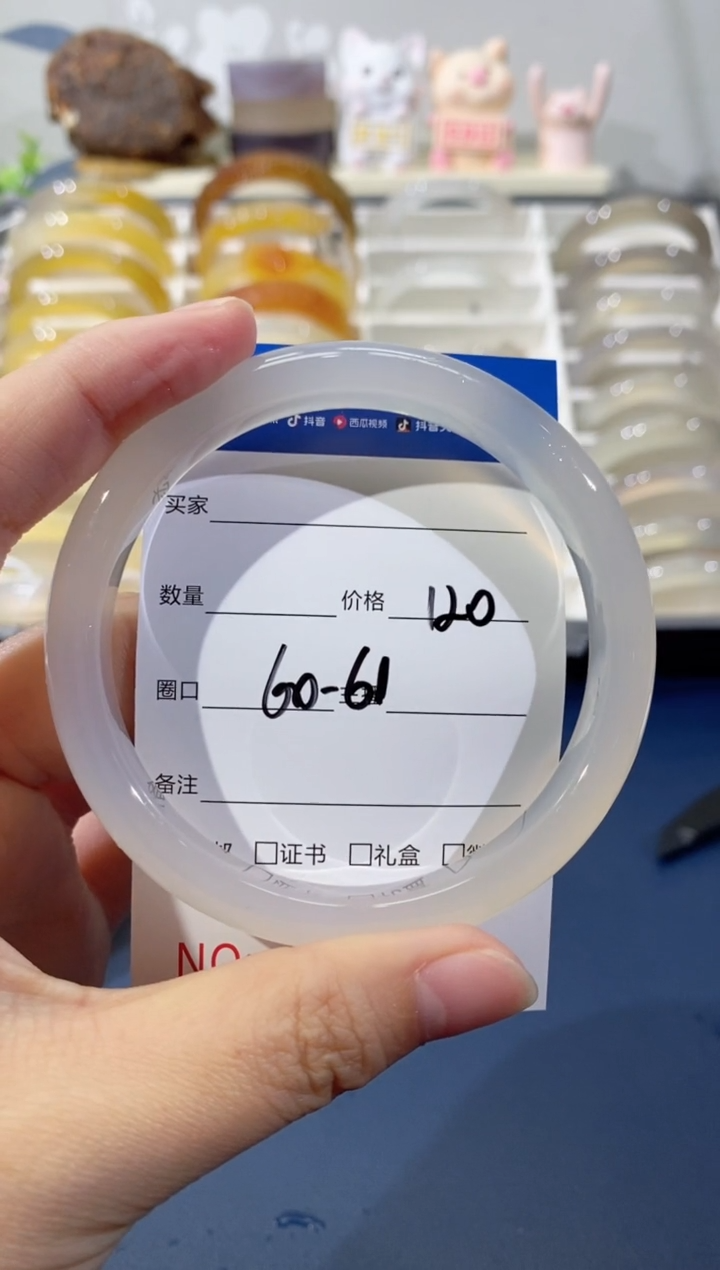 抖音 西瓜视频 抖音
买家
数量 价格 120
圈口 60-61
备注
邮 □证书 □礼盒 □
NO